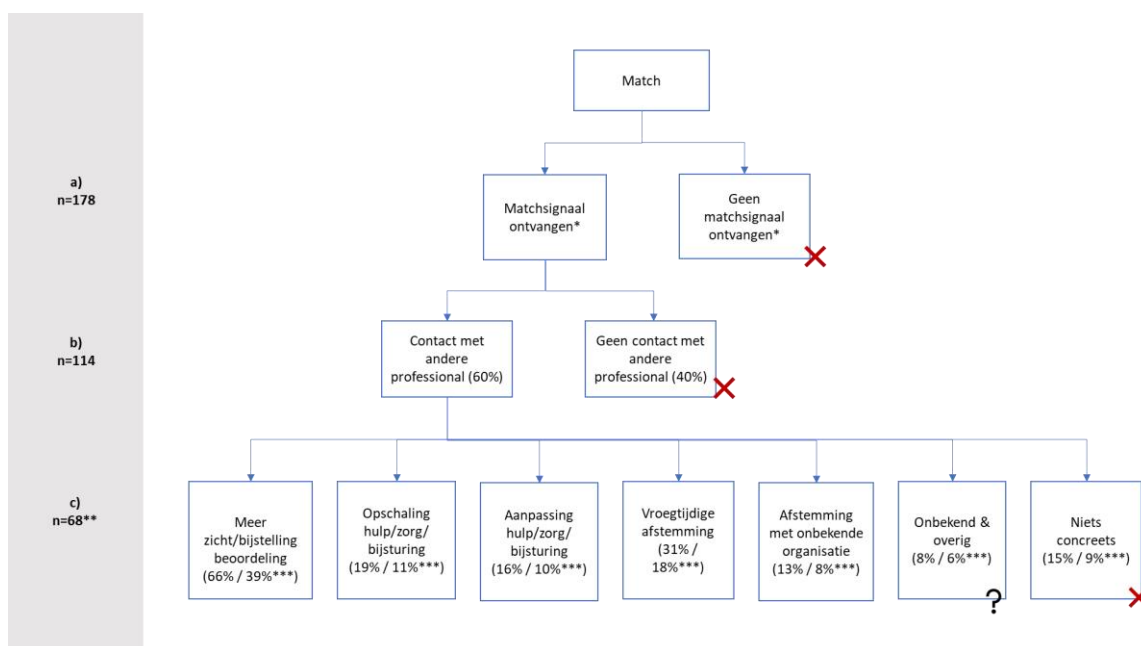 Match
a)
n=178
Matchsignaal
ontvangen*
Geen
matchsignaal
ontvangen*
b)
n=114
Contact met
andere
professional (60%)
Geen contact met
andere
professional (40%)
c)
n=68**
Meer
zicht/bijstelling
beoordeling
(66% / 39%***)
Opschaling
hulp/zorg/
bijsturing
(19% / 11%***)
Aanpassing
hulp/zorg/
bijsturing
(16% / 10%***)
Vroegtijdige
afstemming
(31% /
18%***)
Afstemming
met onbekende
organisatie
(13% / 8%***)
Onbekend &
overig
(8% / 6%***)
?
Niets
concreets
(15% / 9%***)